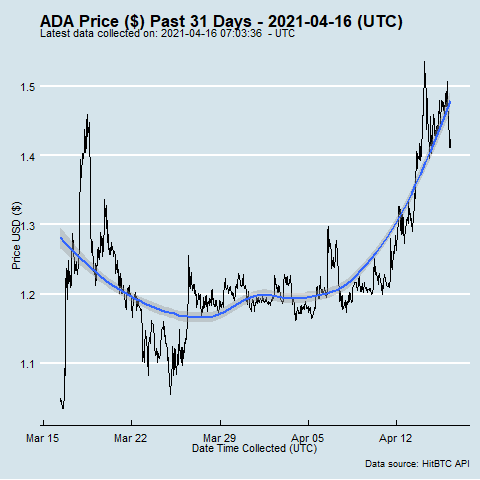 ADA Price ($) Past 31 Days - 2021-04-16 (UTC)
Latest data collected on: 2021-04-16 07:03:36 - UTC
1.5
1.4
1.3
1.2
1.1
Price USD ($)
Mar 15
Mar 22
Mar 29
Apr 05
Apr 12
Date Time Collected (UTC)
Data source: HitBTC API